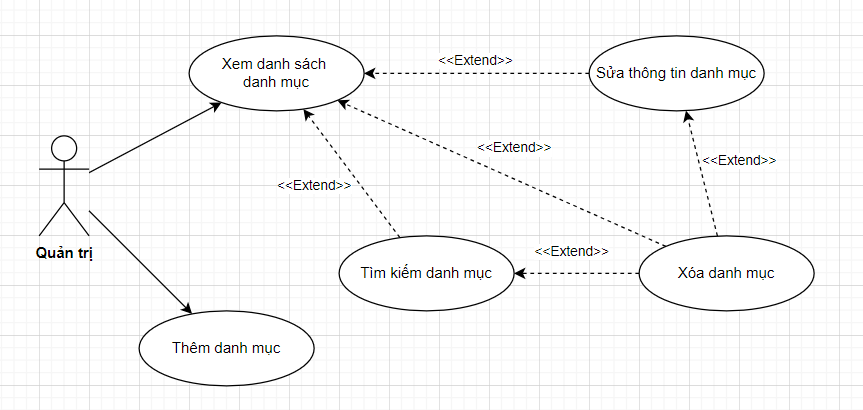 Xem danh sách
danh mục
<<Extend>>
Sửa thông tin danh mục
<<Extend>>
<<Extend>>
<<Extend>>
Quản trị
<<Extend>>
Tìm kiếm danh mục
Xóa danh mục
Thêm danh mục